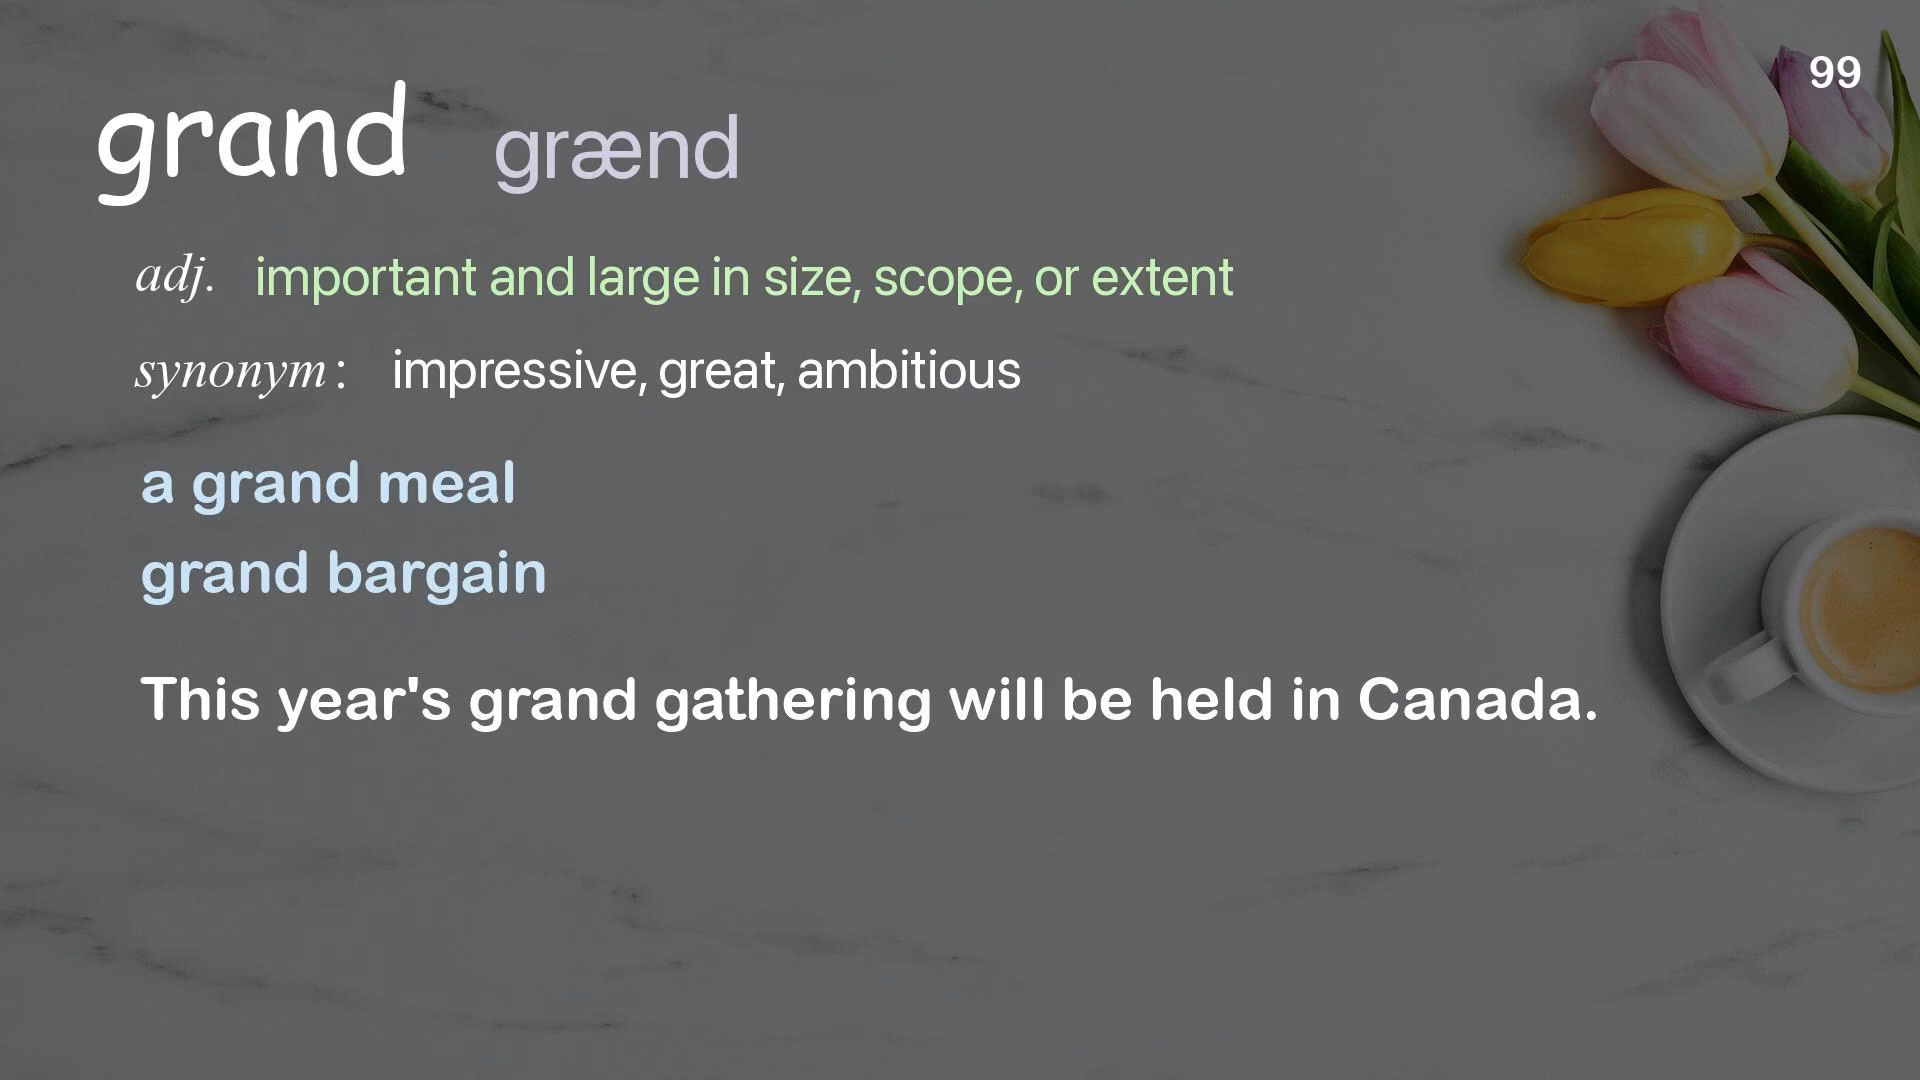 99
grand grænd
adj. important and large in size, scope, or extent
synonym: impressive, great, ambitious
a grand meal
grand bargain
This year's grand gathering will be held in Canada.